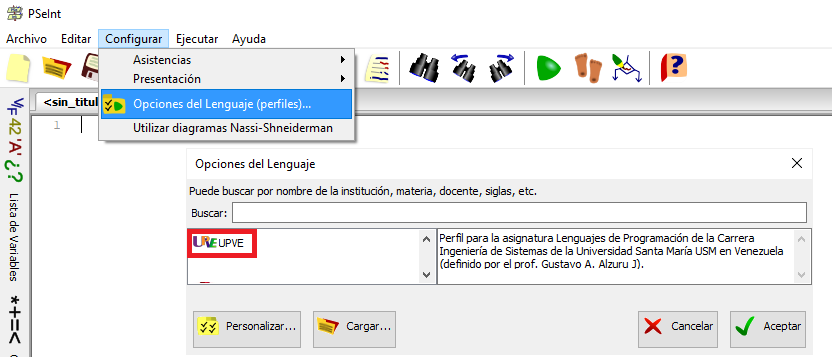 PSeInt
Archivo Editar Configurar Ejecutar Ayuda
Asistencias
Presentación
Opciones del Lenguaje (perfiles)...
Utilizar diagramas Nassi-Shneiderman
<sin_titul
1
42 'A' ¿?
Lista de Variables
*+=<
Opciones del Lenguaje
Puede buscar por nombre de la institución, materia, docente, siglas, etc.
Buscar:
UPVE UPVE
Perfil para la asignatura Lenguajes de Programación de la Carrera
Ingeniería de Sistemas de la Universidad Santa María USM en Venezuela
(definido por el prof. Gustavo A. Alzuru J).
Personalizar... Cargar... Cancelar Aceptar